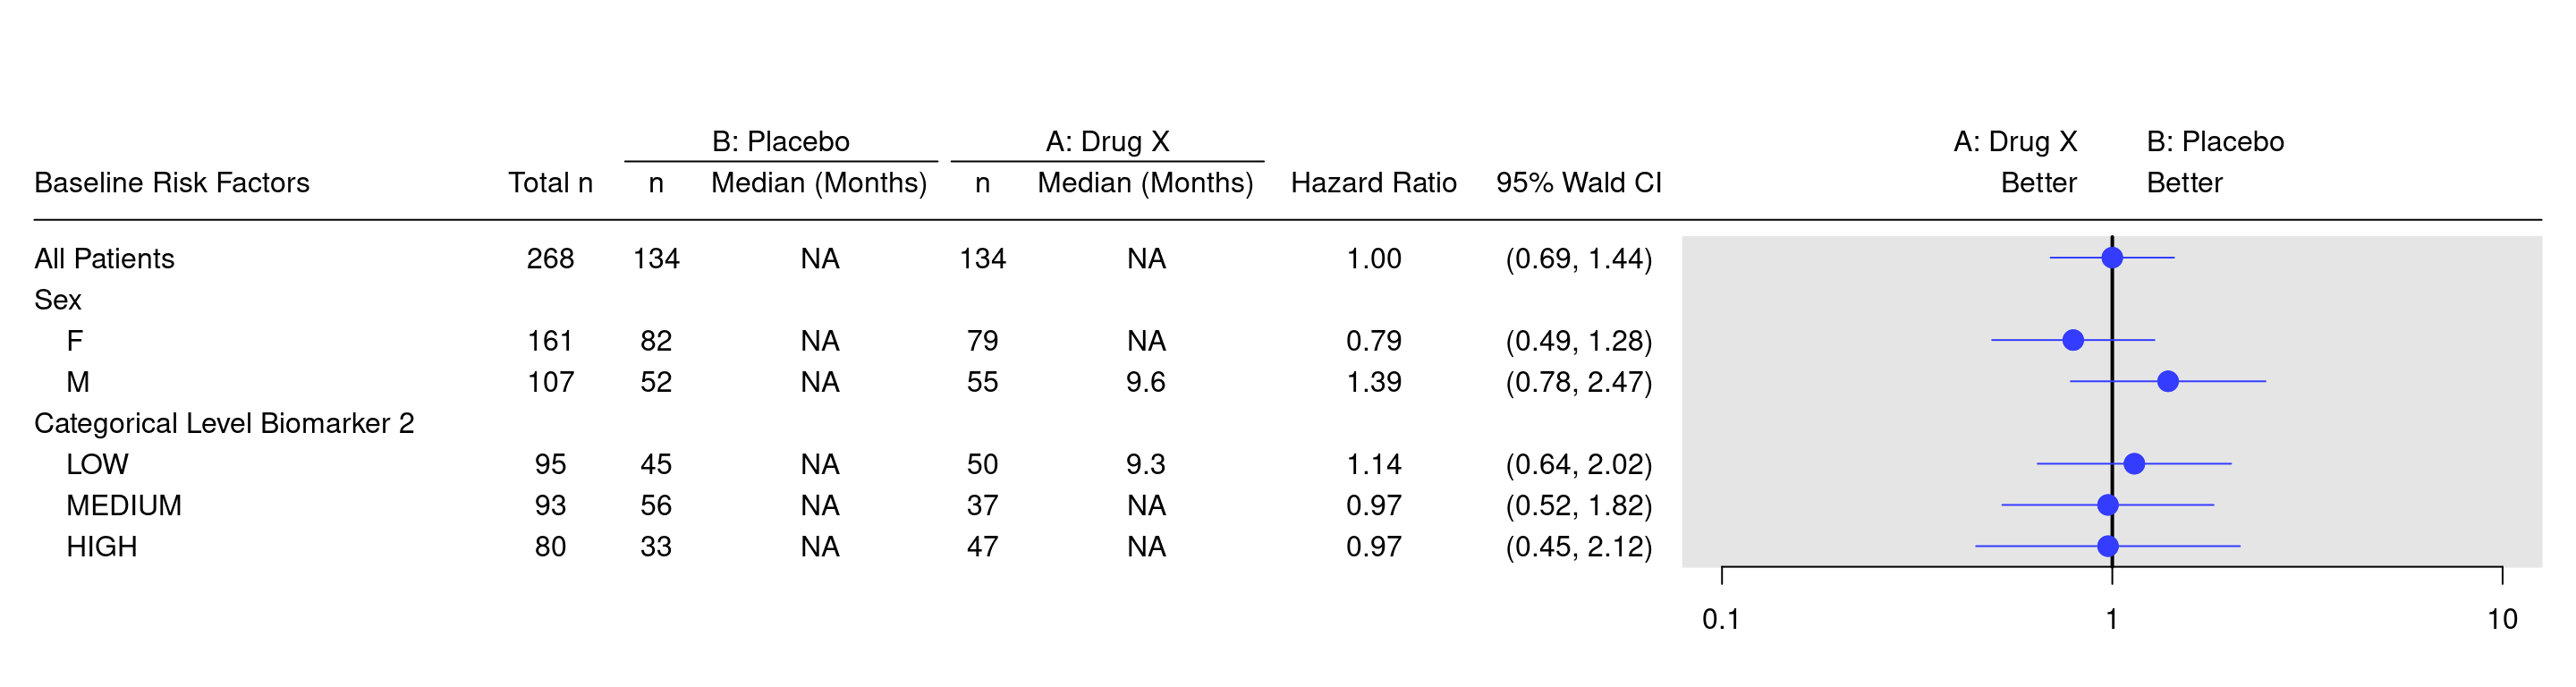 B: Placebo A: Drug X A: Drug X B: Placebo
Baseline Risk Factors Total n n Median (Months) n Median (Months) Hazard Ratio 95% Wald CI Better Better
All Patients 268 134 NA 134 NA 1.00 (0.69, 1.44)
Sex
F 161 82 NA 79 NA 0.79 (0.49, 1.28)
M 107 52 NA 55 9.6 1.39 (0.78, 2.47)
Categorical Level Biomarker 2
LOW 95 45 NA 50 9.3 1.14 (0.64, 2.02)
MEDIUM 93 56 NA 37 NA 0.97 (0.52, 1.82)
HIGH 80 33 NA 47 NA 0.97 (0.45, 2.12)
0.1 1 10